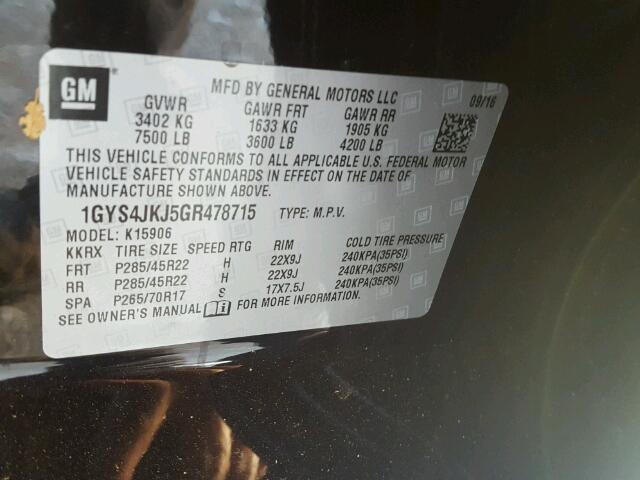 GM
MFD BY GENERAL MOTORS LLC
09/16
GVWR GAWR FRT GAWR RR
3402 KG 1633 KG 1905 KG
7500 LB 3600 LB 4200 LB
THIS VEHICLE CONFORMS TO ALL APPLICABLE U.S. FEDERAL MOTOR
VEHICLE SAFETY STANDARDS IN EFFECT ON THE DATE OF
MANUFACTURE SHOWN ABOVE.
1GYS4JKJ5GR478715 TYPE: M.P.V.
MODEL: K15906
KKRX TIRE SIZE SPEED RTG RIM COLD TIRE PRESSURE
FRT P285/45R22 H 22X9J 240KPA(35PSI)
RR P285/45R22 H 22X9J 240KPA(35PSI)
SPA P265/70R17 S 17X7.5J 240KPA(35PSI)
SEE OWNER'S MANUAL FOR MORE INFORMATION.